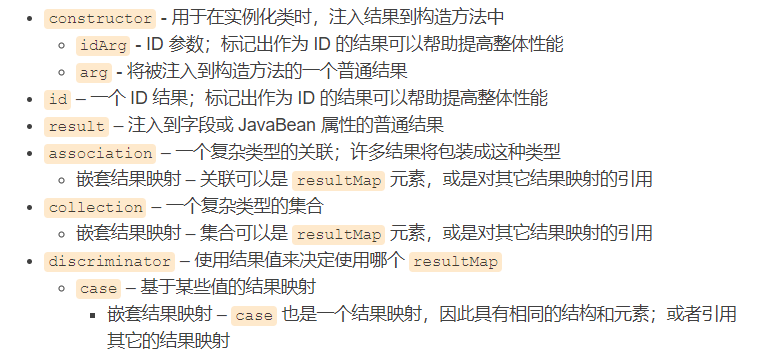 constructor - 用于在实例化类时，注入结果到构造方法中
idArg - ID 参数；标记出作为 ID 的结果可以帮助提高整体性能
arg - 将被注入到构造方法的一个普通结果
id – 一个 ID 结果；标记出作为 ID 的结果可以帮助提高整体性能
result – 注入到字段或 JavaBean 属性的普通结果
association – 一个复杂类型的关联；许多结果将包装成这种类型
嵌套结果映射 – 关联可以是 resultMap 元素，或是对其它结果映射的引用
collection – 一个复杂类型的集合
嵌套结果映射 – 集合可以是 resultMap 元素，或是对其它结果映射的引用
discriminator – 使用结果值来决定使用哪个 resultMap
case – 基于某些值的结果映射
嵌套结果映射 – case 也是一个结果映射，因此具有相同的结构和元素；或者引用
其它的结果映射